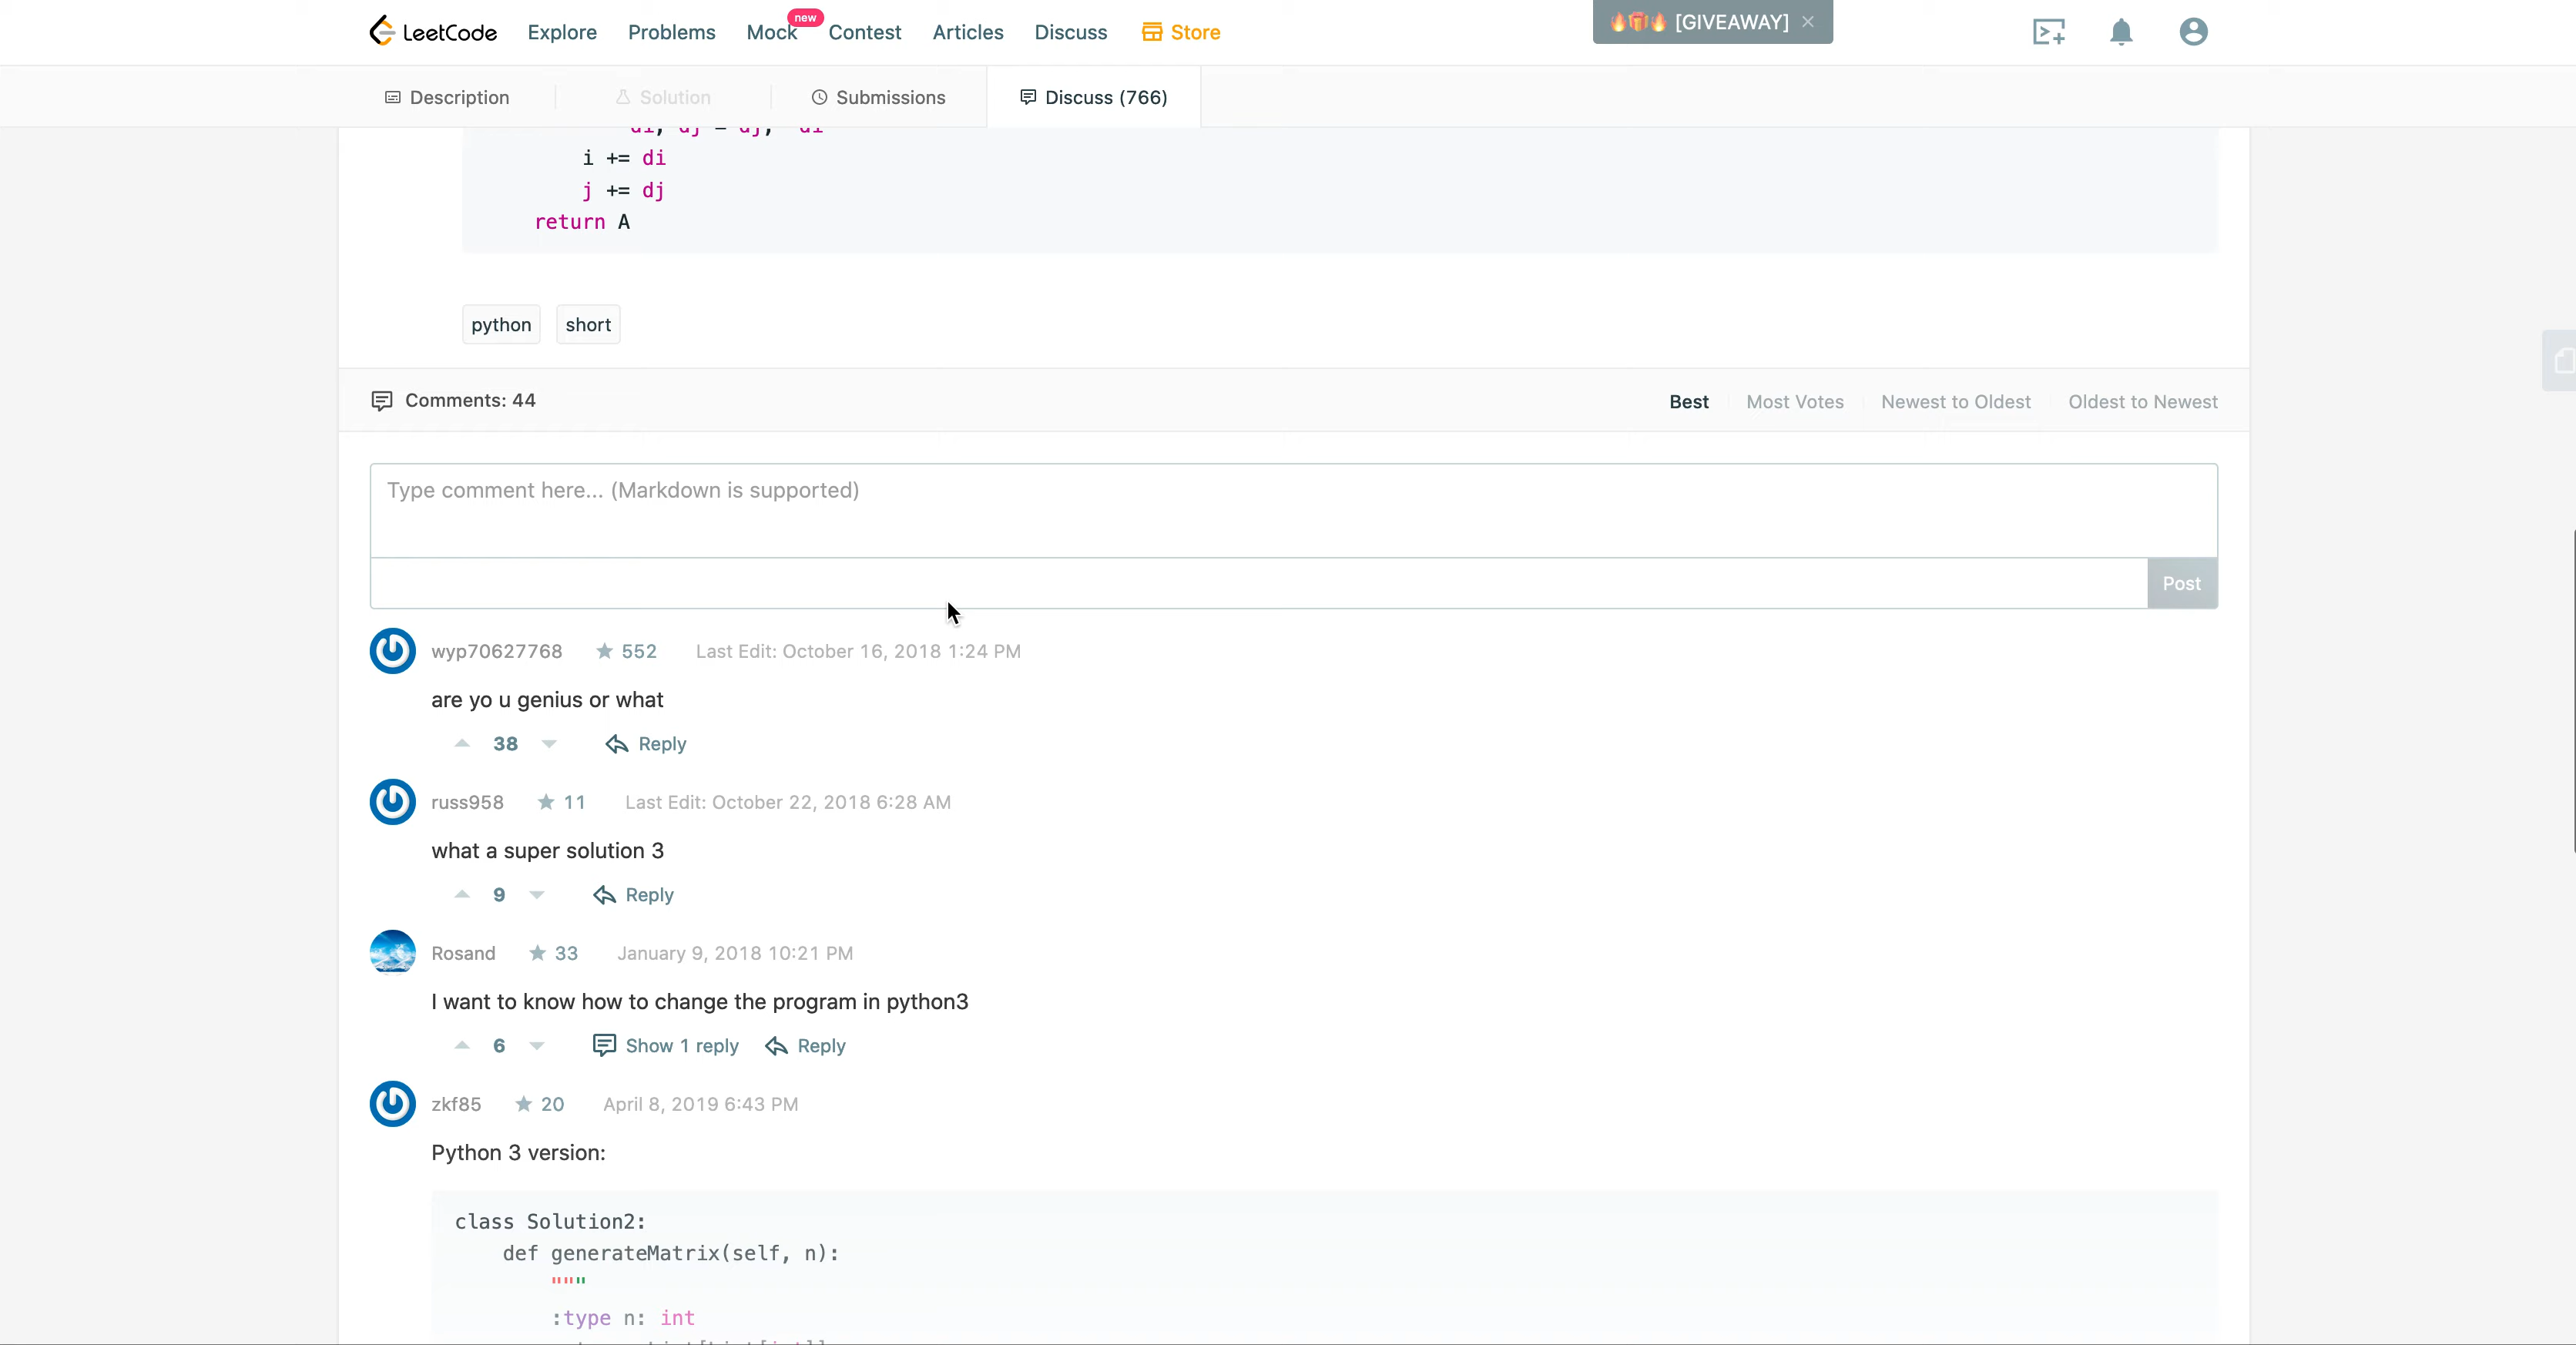 LeetCode Explore Problems Mock new Contest Articles Discuss Store [GIVEAWAY]
Description Solution Submissions Discuss (766)
i += di
j += dj
return A
python short
Comments: 44 Best Most Votes Newest to Oldest Oldest to Newest
Type comment here... (Markdown is supported)
Post
wyp70627768 552 Last Edit: October 16, 2018 1:24 PM
are yo u genius or what
38 Reply
russ958 11 Last Edit: October 22, 2018 6:28 AM
what a super solution 3
9 Reply
Rosand 33 January 9, 2018 10:21 PM
I want to know how to change the program in python3
6 Show 1 reply Reply
zkf85 20 April 8, 2019 6:43 PM
Python 3 version:
class Solution2:
def generateMatrix(self, n):
"""
:type n: int